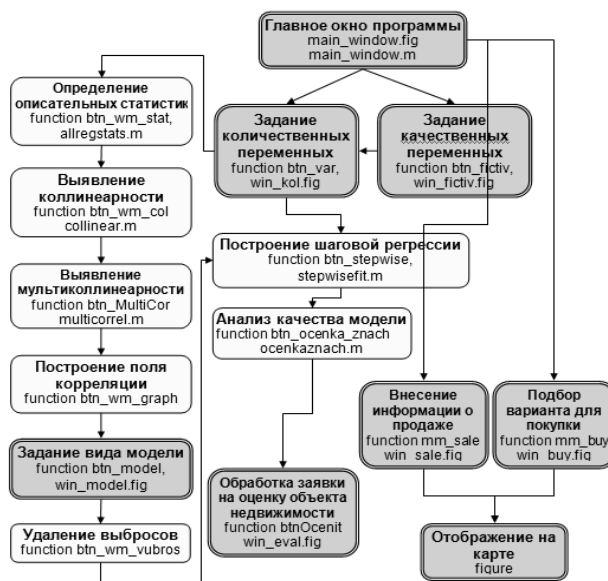 Главное окно программы
main_window.fig
main_window.m
Определение
описательных статистик
function btn_wm_stat,
allregstats.m
Задание
количественных
переменных
function btn_var,
win_kol.fig
Задание
качественных
переменных
function btn_fictiv,
win_fictiv.fig
Выявление
коллинеарности
function btn_wm_col
collinear.m
Построение шаговой регрессии
function btn_stepwise,
stepwisefit.m
Выявление
мультиколлинеарности
function btn_MultiCor
multicorrel.m
Анализ качества модели
function btn_ocenka_znach
ocenkaznach.m
Построение поля
корреляции
function btn_wm_graph
Внесение
информации о
продаже
function mm_sale
win_sale.fig
Подбор
варианта для
покупки
function mm_buy
win_buy.fig
Задание вида модели
function btn_model,
win_model.fig
Обработка заявки
на оценку объекта
недвижимости
function btnOcenit
win_eval.fig
Удаление выбросов
function btn_wm_vubros
Отображение на
карте
figure